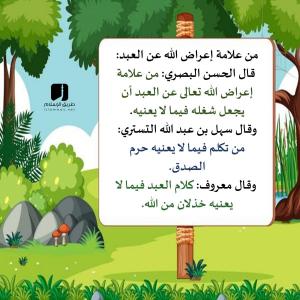 طريق الإسلام
islamway.net
من علامة إعراض الله عن العبد:
قال الحسن البصري: من علامة
إعراض الله تعالى عن العبد أن
يجعل شغله فيما لا يعنيه.
وقال سهل بن عبد الله التستري:
من تكلم فيما لا يعنيه حرم
الصدق.
وقال معروف: كلام العبد فيما لا
يعنيه خذلان من الله.